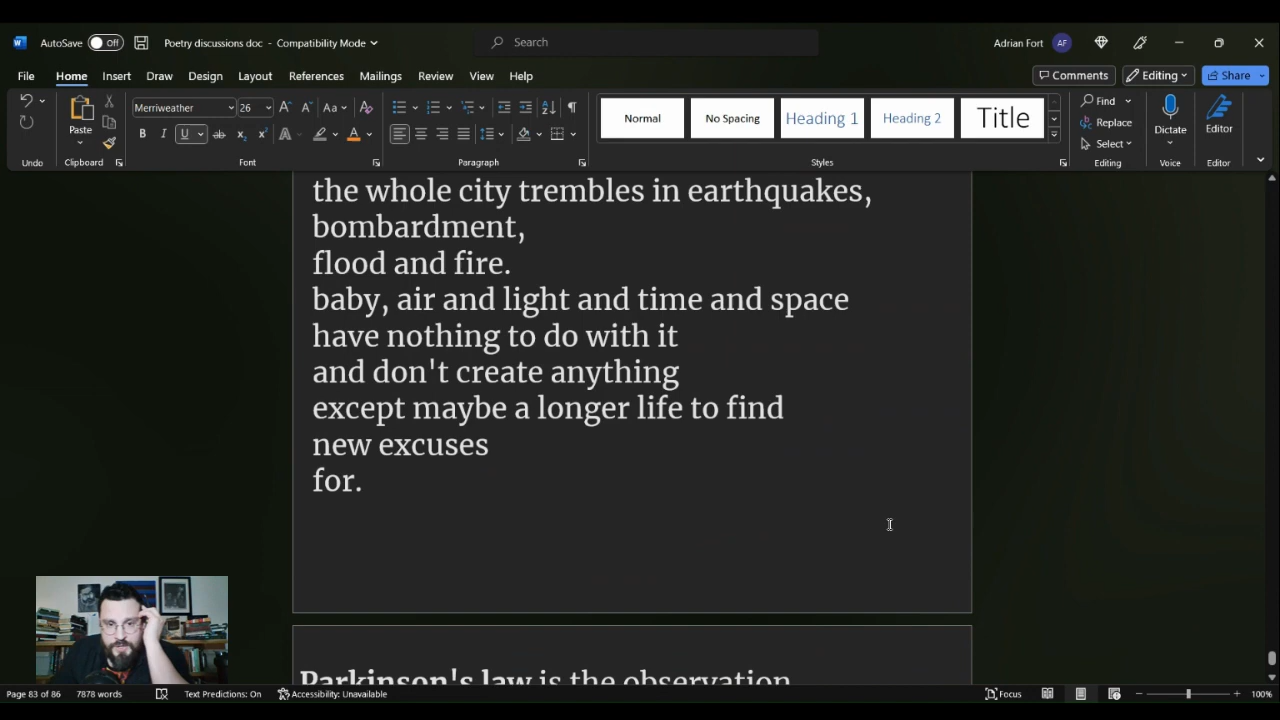 AutoSave Off Poetry discussions doc - Compatibility Mode Search Adrian Fort AF
File Home Insert Draw Design Layout References Mailings Review View Help Comments Editing Share
Merriweather 26 Aa Normal No Spacing Heading 1 Heading 2 Title Find
Paste Replace Dictate Editor
B I U ab x₂ x² A A Select
Undo Clipboard Font Paragraph Styles Editing Voice Editor
the whole city trembles in earthquakes,
bombardment,
flood and fire.
baby, air and light and time and space
have nothing to do with it
and don't create anything
except maybe a longer life to find
new excuses
for.
Parkinson's law is the observation
Page 83 of 86 7878 words Text Predictions: On Accessibility: Unavailable Focus 100%